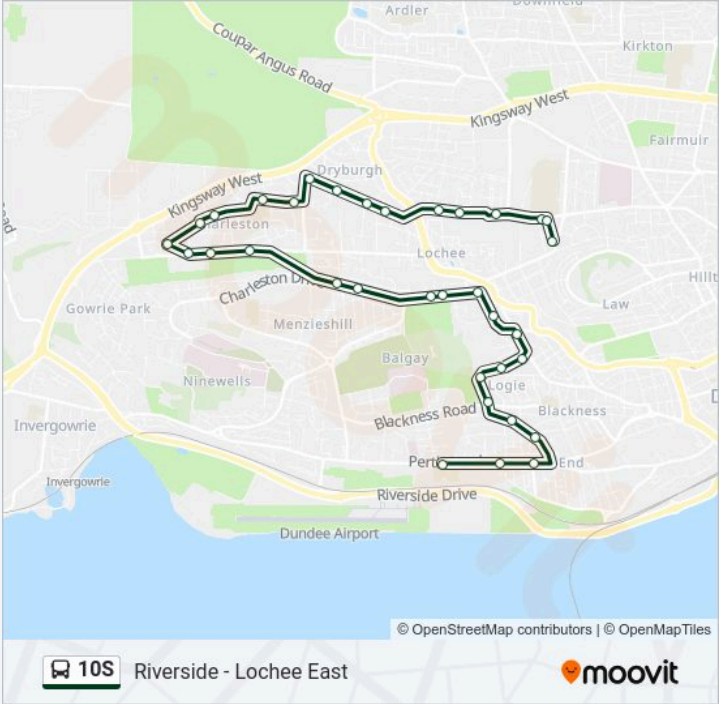 Ardler
Downfield
Coupar Angus Road
Kirkton
Kingsway West
Fairmuir
Dryburgh
Kingsway West
Charleston
Lochee
Charleston Drive
Law
Gowrie Park
Menzieshill
Balgay
Ninewells
Logie
Blackness Road
Blackness
Invergowrie
End
Invergowrie
Riverside Drive
Dundee Airport
© OpenStreetMap contributors | © OpenMapTiles
10S
Riverside - Lochee East
moovit